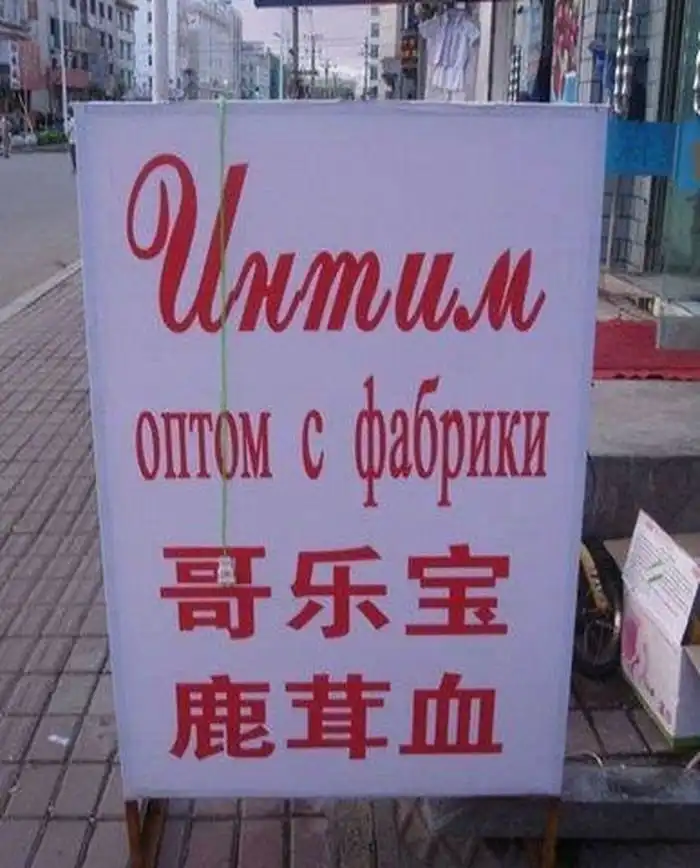 Интим
оптом с фабрики
哥乐宝
鹿茸血